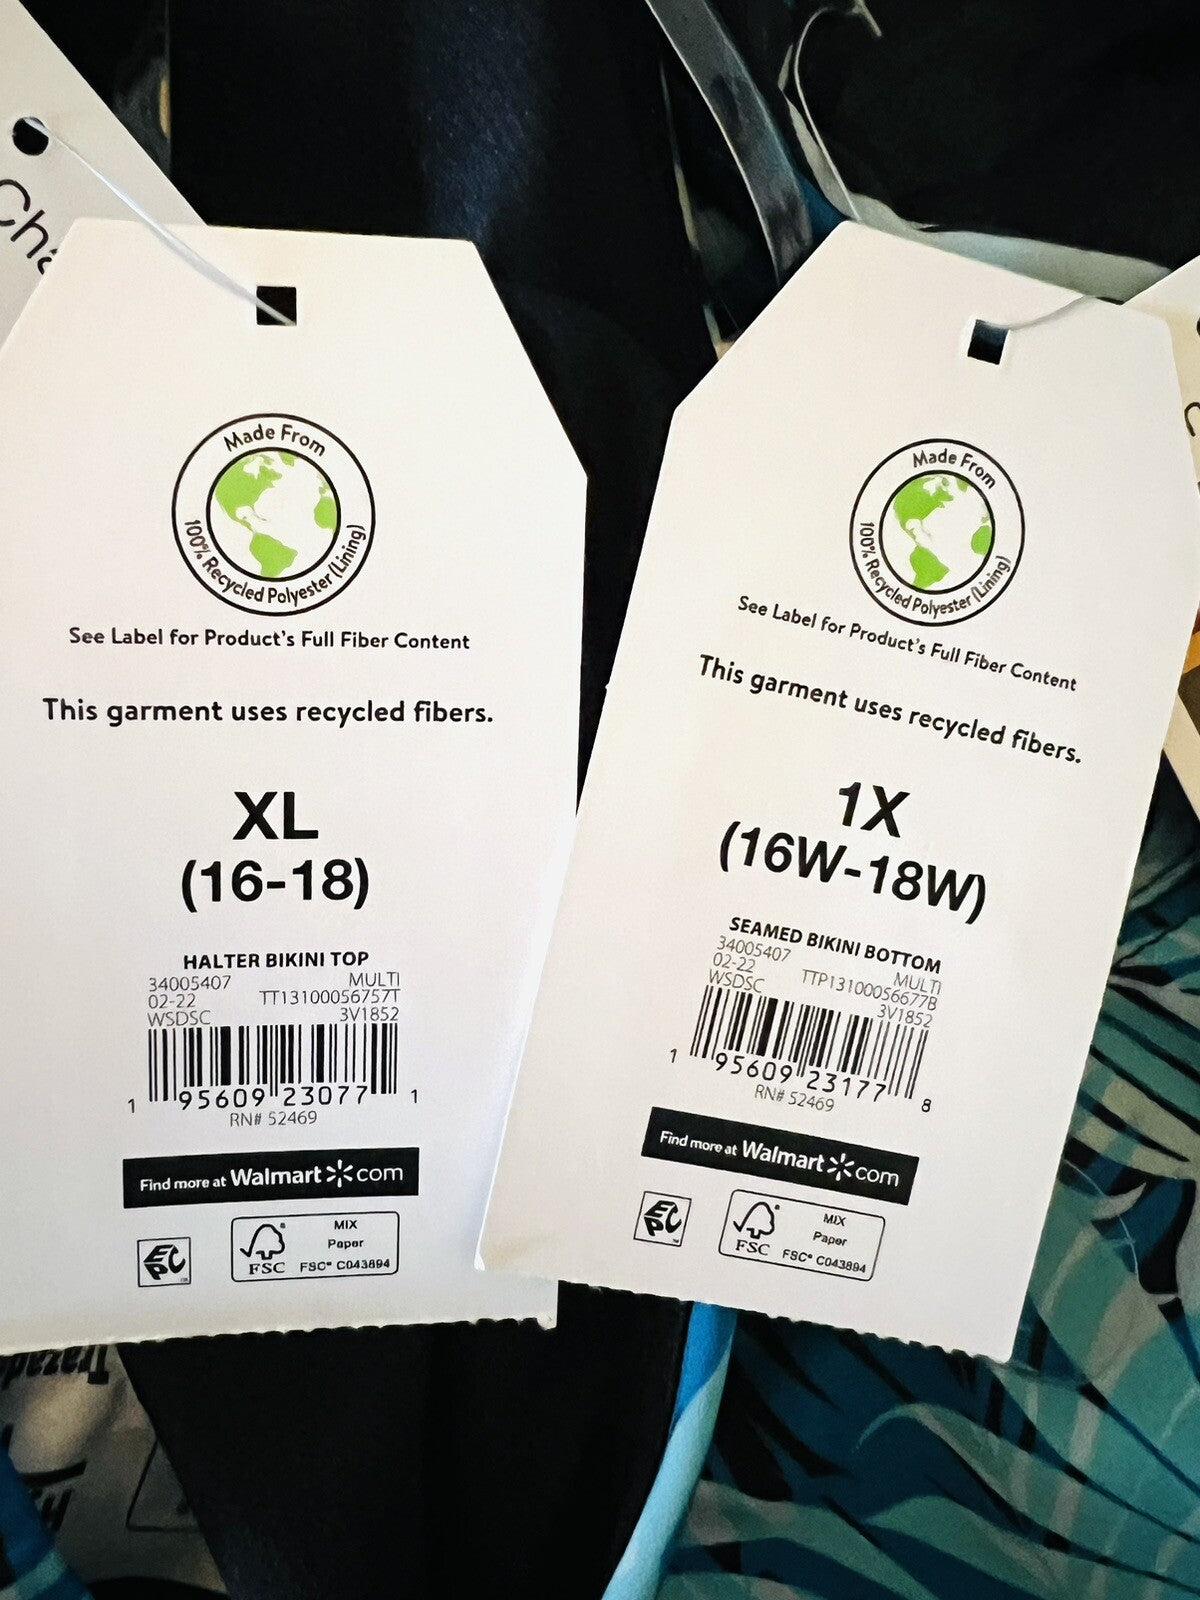 Cha
Made From
100% Recycled Polyester (Lining)
See Label for Product's Full Fiber Content
This garment uses recycled fibers.
XL
(16-18)
HALTER BIKINI TOP
34005407 MULTI
02-22 TT13100056757T
WSDSC 3V1852
1 95609 23077 1
RN# 52469
Find more at Walmart com
EPC
FSC
MIX
Paper
FSC® C043894
Made From
100% Recycled Polyester (Lining)
See Label for Product's Full Fiber Content
This garment uses recycled fibers.
1X
(16W-18W)
SEAMED BIKINI BOTTOM
34005407 MULTI
02-22 TTP13100056677B
WSDSC 3V1852
1 95609 23177 8
RN# 52469
Find more at Walmart com
EPC
FSC
MIX
Paper
FSC® C043894